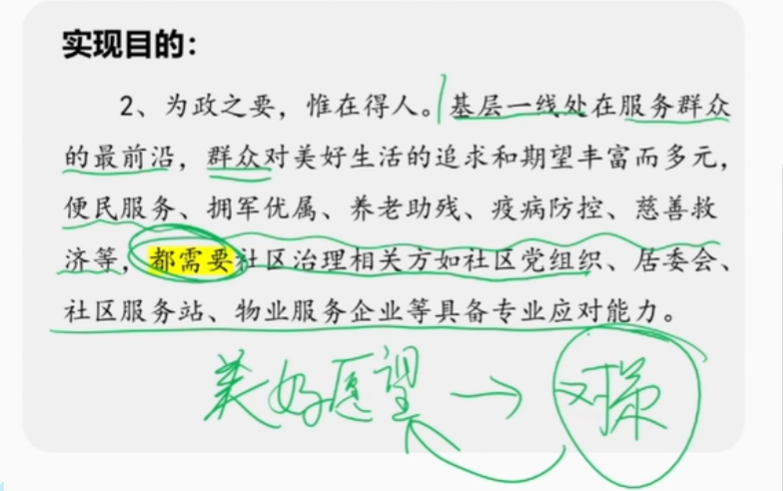 实现目的：
2、为政之要，惟在得人。基层一线处在服务群众
的最前沿，群众对美好生活的追求和期望丰富而多元，
便民服务、拥军优属、养老助残、疫病防控、慈善救
济等，都需要社区治理相关方如社区党组织、居委会、
社区服务站、物业服务企业等具备专业应对能力。
美好愿望 → 对策